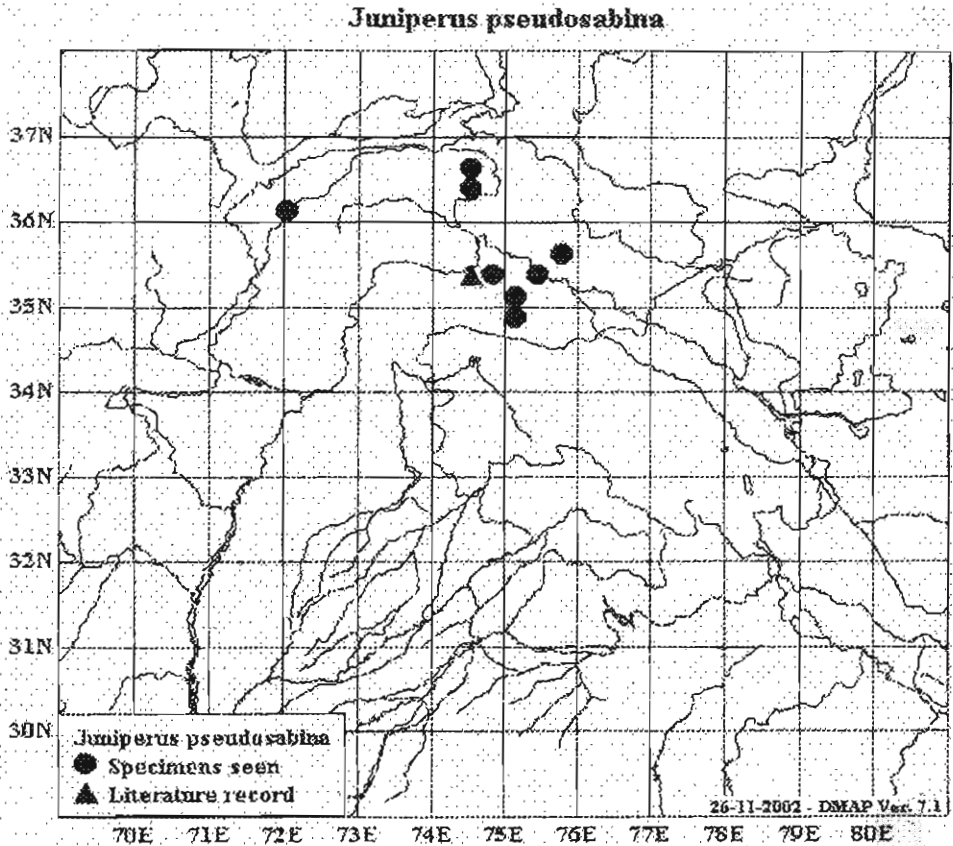 Juniperus pseudosabina
37N
36N
35N
34N
33N
32N
31N
30N
Juniperus pseudosabina
Specimens seen
Literature record
26-11-2002 - DMAP Ver. 7.1
70E 71E 72E 73E 74E 75E 76E 77E 78E 79E 80E